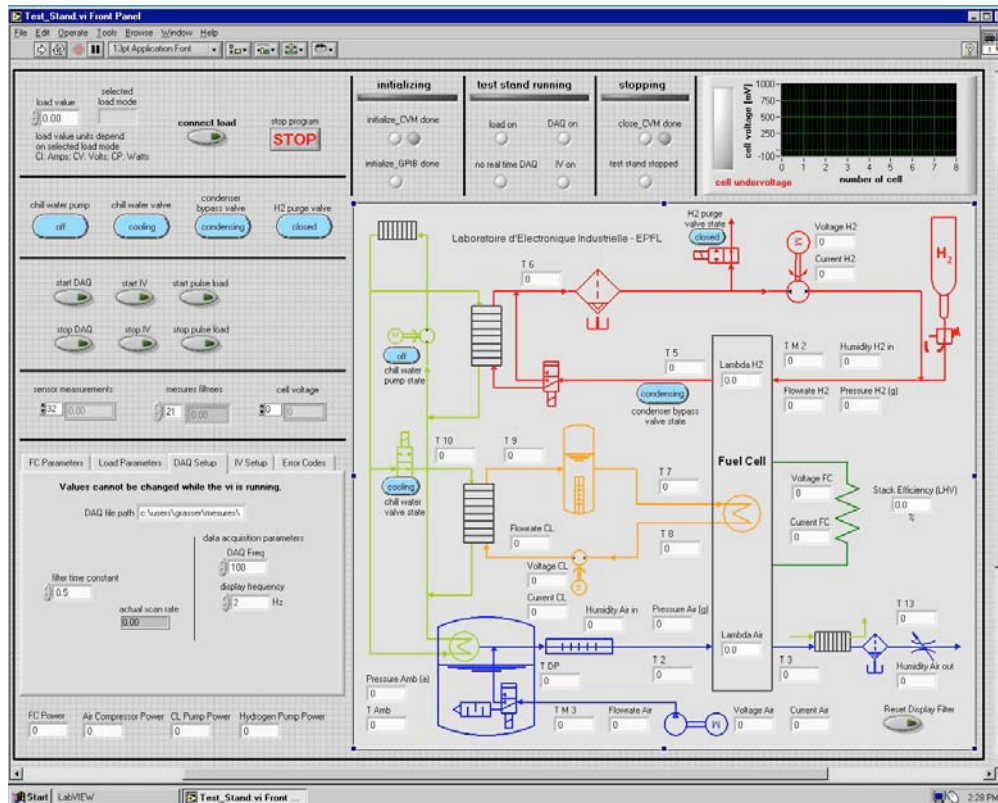 Test_Stand.vi Front Panel
File Edit Operate Tools Browse Window Help
13pt Application Font
load value
0.00
selected
load mode
load value units depend
on selected load mode
CI: Amps; CV: Volts; CP: Watts
connect load
stop program
STOP
initializing
initialize_CVM done
initialize_GPIB done
test stand running
load on
DAQ on
no real time DAQ
IV on
stopping
close_CVM done
test stand stopped
cell voltage [mV]
1000
750
500
250
-100
0 1 2 3 4 5 6 7 8
number of cell
cell undervoltage
chill water pump
off
chill water valve
cooling
condenser
bypass valve
condensing
H2 purge valve
closed
start DAQ
start IV
start pulse load
stop DAQ
stop IV
stop pulse load
sensor measurements
32
0.00
mesures filtrees
21
0.00
cell voltage
0
0
FC Parameters
Load Parameters
DAQ Setup
IV Setup
Error Codes
Values cannot be changed while the vi is running.
DAQ file path
c:\users\grasser\mesures\
data acquisition parameters
DAQ Freq
100
filter time constant
0.5
display frequency
2
Hz
actual scan rate
0.00
FC Power
0
Air Compressor Power
0
CL Pump Power
0
Hydrogen Pump Power
0
Laboratoire d'Electronique Industrielle - EPFL
H2 purge
valve state
closed
M
Voltage H2
0
Current H2
0
H2
T 6
0
off
chill water
pump state
T 5
0
condensing
condenser bypass
valve state
Lambda H2
0.0
T M 2
0
Humidity H2 in
0
Flowrate H2
0
Pressure H2 (g)
0
T 10
0
T 9
0
cooling
chill water
valve state
T 7
0
Fuel Cell
Voltage FC
0
Current FC
0
Stack Efficiency (LHV)
0.0
%
Flowrate CL
0
T 8
0
Voltage CL
0
Current CL
0
Humidity Air in
0
Pressure Air (g)
0
Lambda Air
0.0
T 13
0
T DP
0
T 2
0
T 3
0
Humidity Air out
0
Pressure Amb (a)
0
T Amb
0
T M 3
0
Flowrate Air
0
Voltage Air
0
Current Air
0
Reset Display Filter
Start
LabVIEW
Test_Stand.vi Front ...
2:28 PM